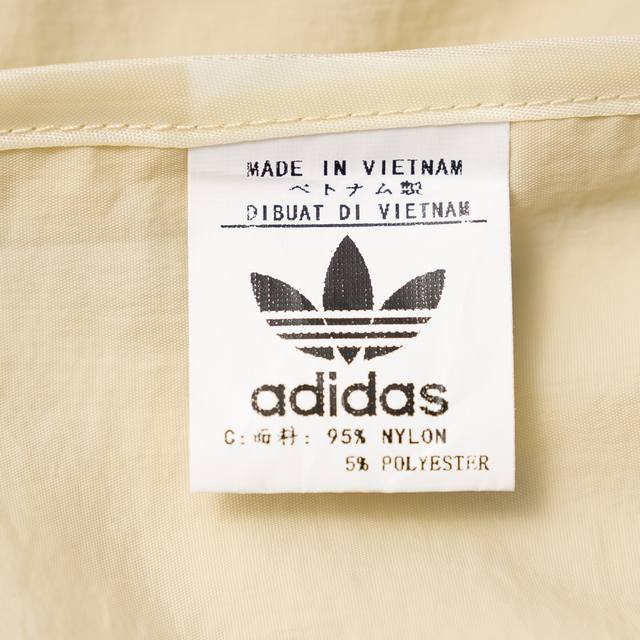 MADE IN VIETNAM
ベトナム製
DIBUAT DI VIETNAM
adidas
C: 面料: 95% NYLON
5% POLYESTER